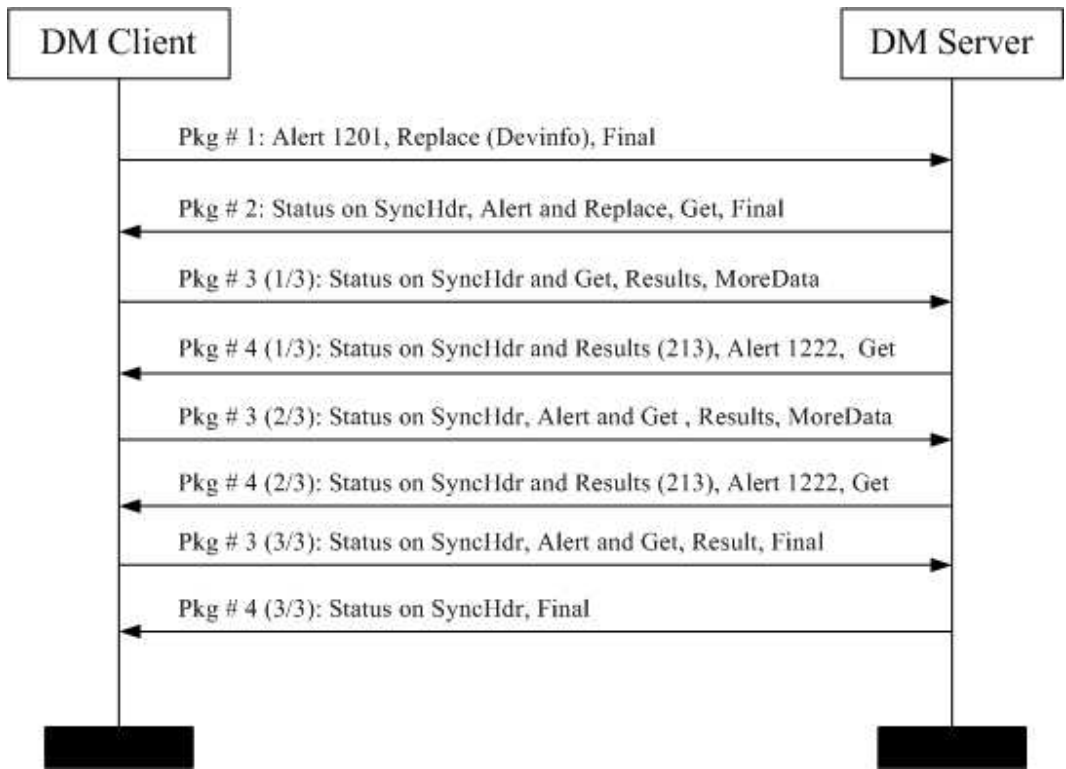 DM Client
DM Server
Pkg # 1: Alert 1201, Replace (Devinfo), Final
Pkg # 2: Status on SyncHdr, Alert and Replace, Get, Final
Pkg # 3 (1/3): Status on SyncHdr and Get, Results, MoreData
Pkg # 4 (1/3): Status on SyncHdr and Results (213), Alert 1222, Get
Pkg # 3 (2/3): Status on SyncHdr, Alert and Get , Results, MoreData
Pkg # 4 (2/3): Status on SyncHdr and Results (213), Alert 1222, Get
Pkg # 3 (3/3): Status on SyncHdr, Alert and Get, Result, Final
Pkg # 4 (3/3): Status on SyncHdr, Final